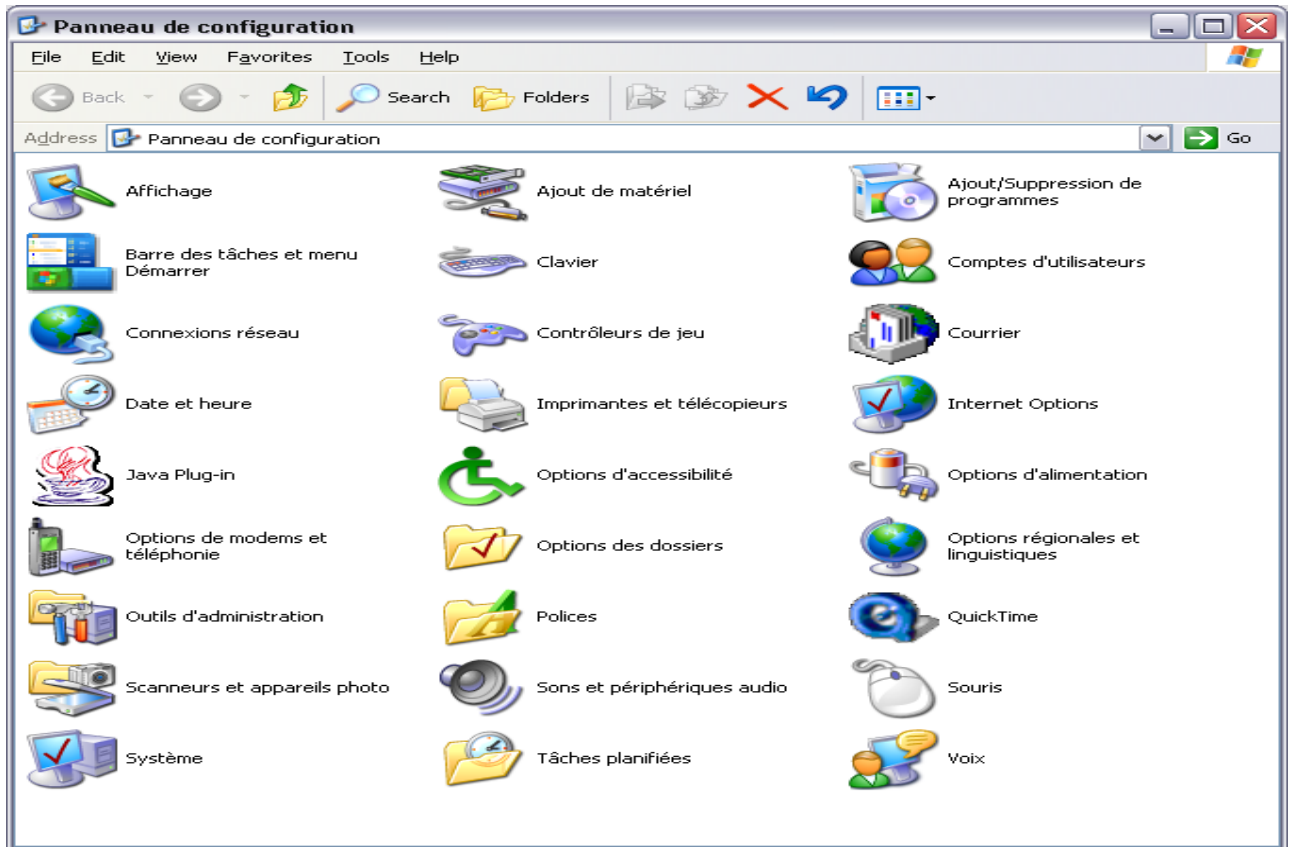 Panneau de configuration
File Edit View Favorites Tools Help
Back Search Folders
Address Panneau de configuration Go
Affichage
Ajout de matériel
Ajout/Suppression de
programmes
Barre des tâches et menu
Démarrer
Clavier
Comptes d'utilisateurs
Connexions réseau
Contrôleurs de jeu
Courrier
Date et heure
Imprimantes et télécopieurs
Internet Options
Java Plug-in
Options d'accessibilité
Options d'alimentation
Options de modems et
téléphonie
Options des dossiers
Options régionales et
linguistiques
Outils d'administration
Polices
QuickTime
Scanneurs et appareils photo
Sons et périphériques audio
Souris
Système
Tâches planifiées
Voix